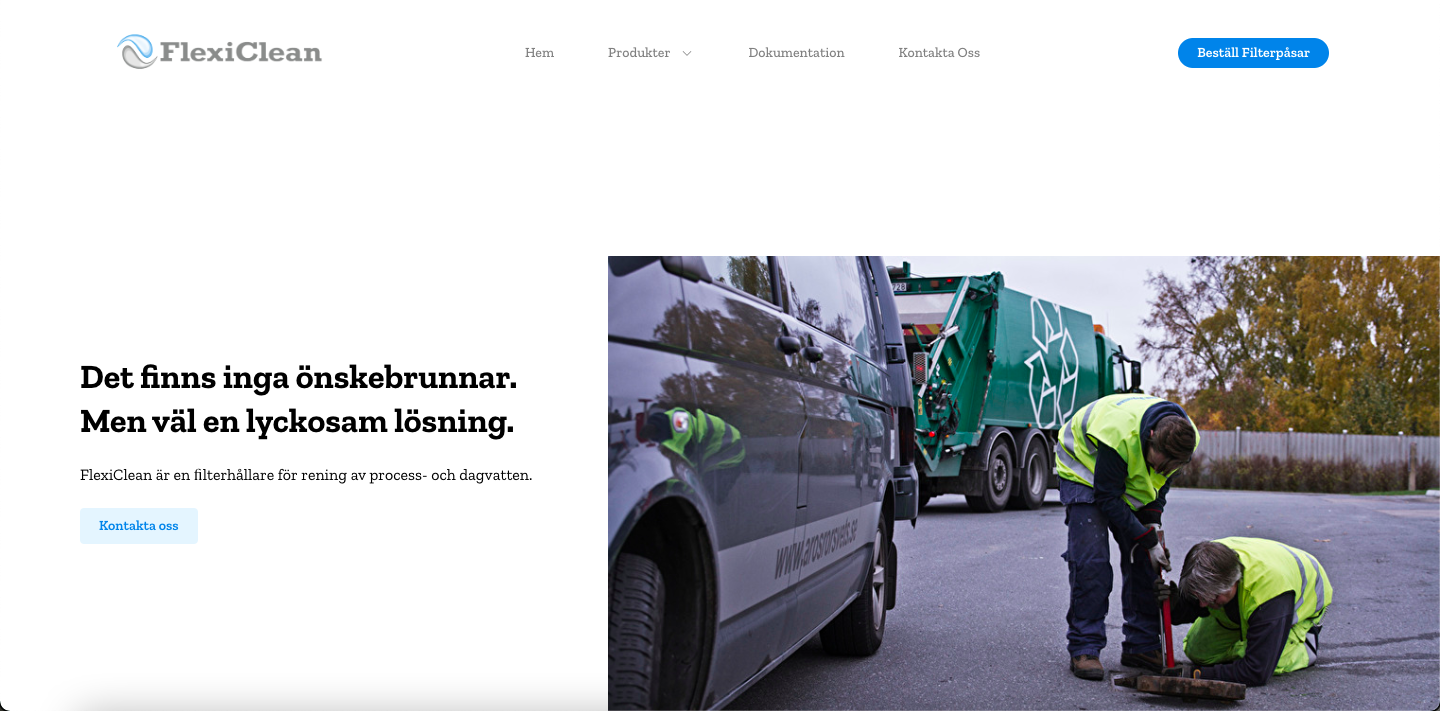 FlexiClean
Hem
Produkter
Dokumentation
Kontakta Oss
Beställ Filterpåsar
Det finns inga önskebrunnar.
Men väl en lyckosam lösning.
FlexiClean är en filterhållare för rening av process- och dagvatten.
Kontakta oss
www.arosrorsvets.se